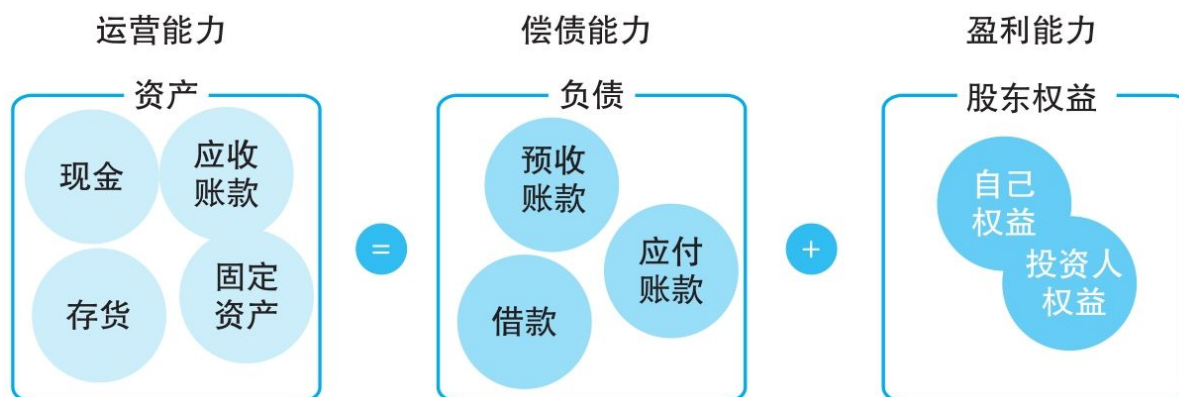 运营能力
偿债能力
盈利能力
资产
现金
应收
账款
存货
固定
资产
=
负债
预收
账款
应付
账款
借款
+
股东权益
自己
权益
投资人
权益